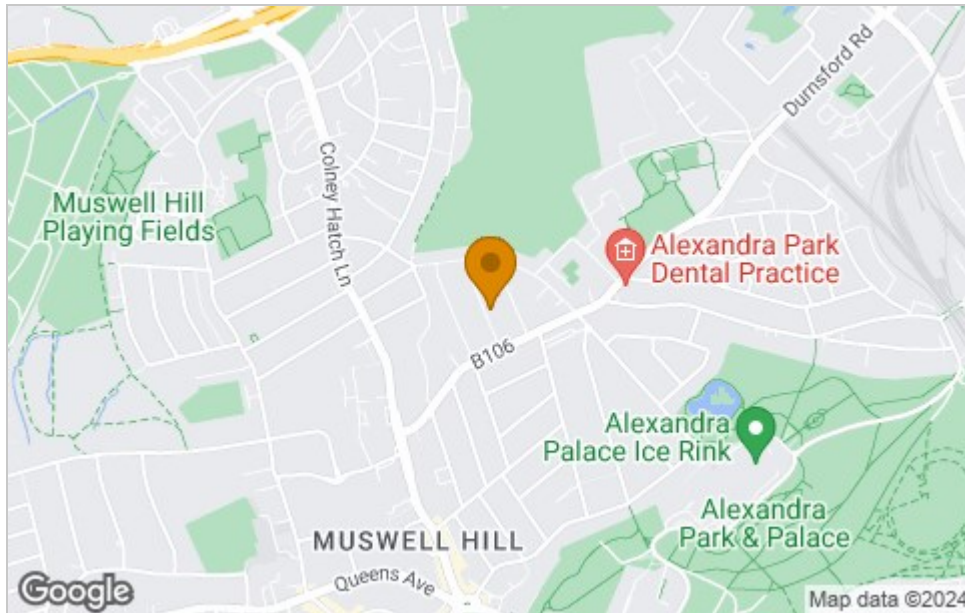 Durnsford Rd
Colney Hatch Ln
Muswell Hill
Playing Fields
Alexandra Park
Dental Practice
B106
Alexandra
Palace Ice Rink
Alexandra
Park & Palace
MUSWELL HILL
Queens Ave
Google
Map data ©2024